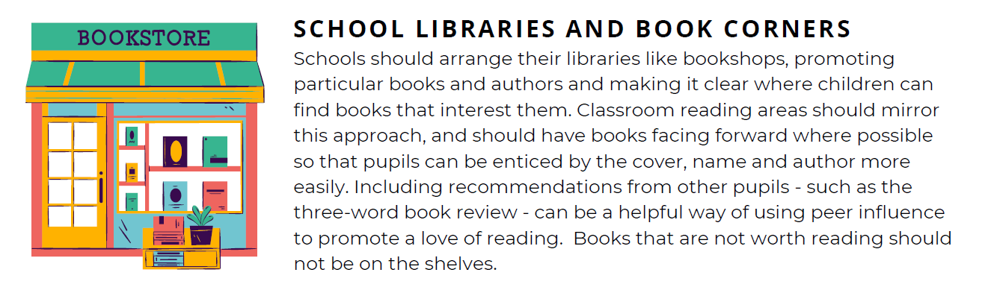 BOOKSTORE
SCHOOL LIBRARIES AND BOOK CORNERS
Schools should arrange their libraries like bookshops, promoting
particular books and authors and making it clear where children can
find books that interest them. Classroom reading areas should mirror
this approach, and should have books facing forward where possible
so that pupils can be enticed by the cover, name and author more
easily. Including recommendations from other pupils - such as the
three-word book review - can be a helpful way of using peer influence
to promote a love of reading.  Books that are not worth reading should
not be on the shelves.